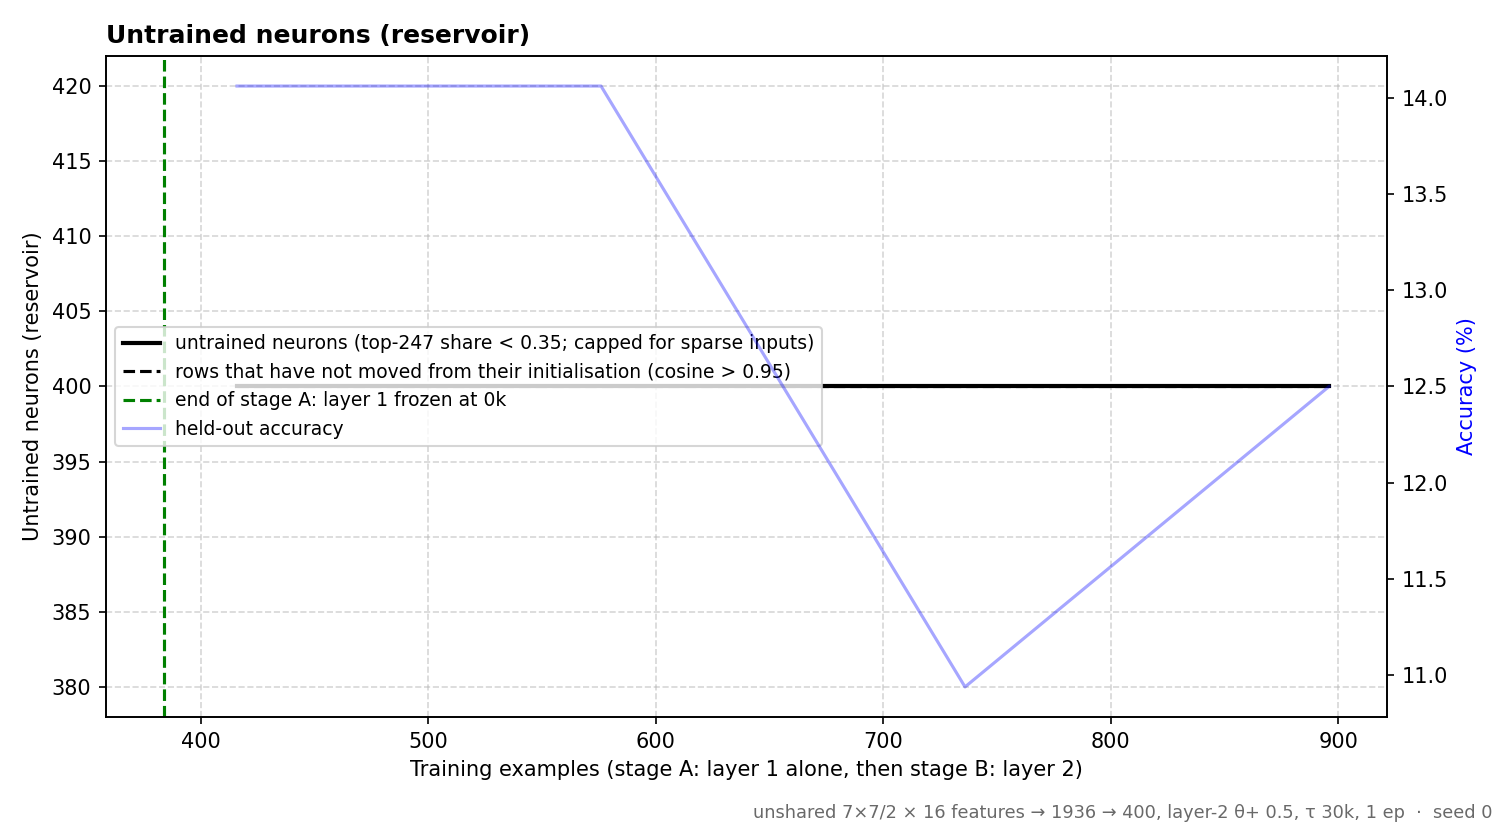 Untrained neurons (reservoir)
420
415
410
405
400
395
390
385
380
Untrained neurons (reservoir)
14.0
13.5
13.0
12.5
12.0
11.5
11.0
Accuracy (%)
untrained neurons (top-247 share < 0.35; capped for sparse inputs)
rows that have not moved from their initialisation (cosine > 0.95)
end of stage A: layer 1 frozen at 0k
held-out accuracy
400 500 600 700 800 900
Training examples (stage A: layer 1 alone, then stage B: layer 2)
unshared 7×7/2 × 16 features → 1936 → 400, layer-2 θ+ 0.5, τ 30k, 1 ep · seed 0